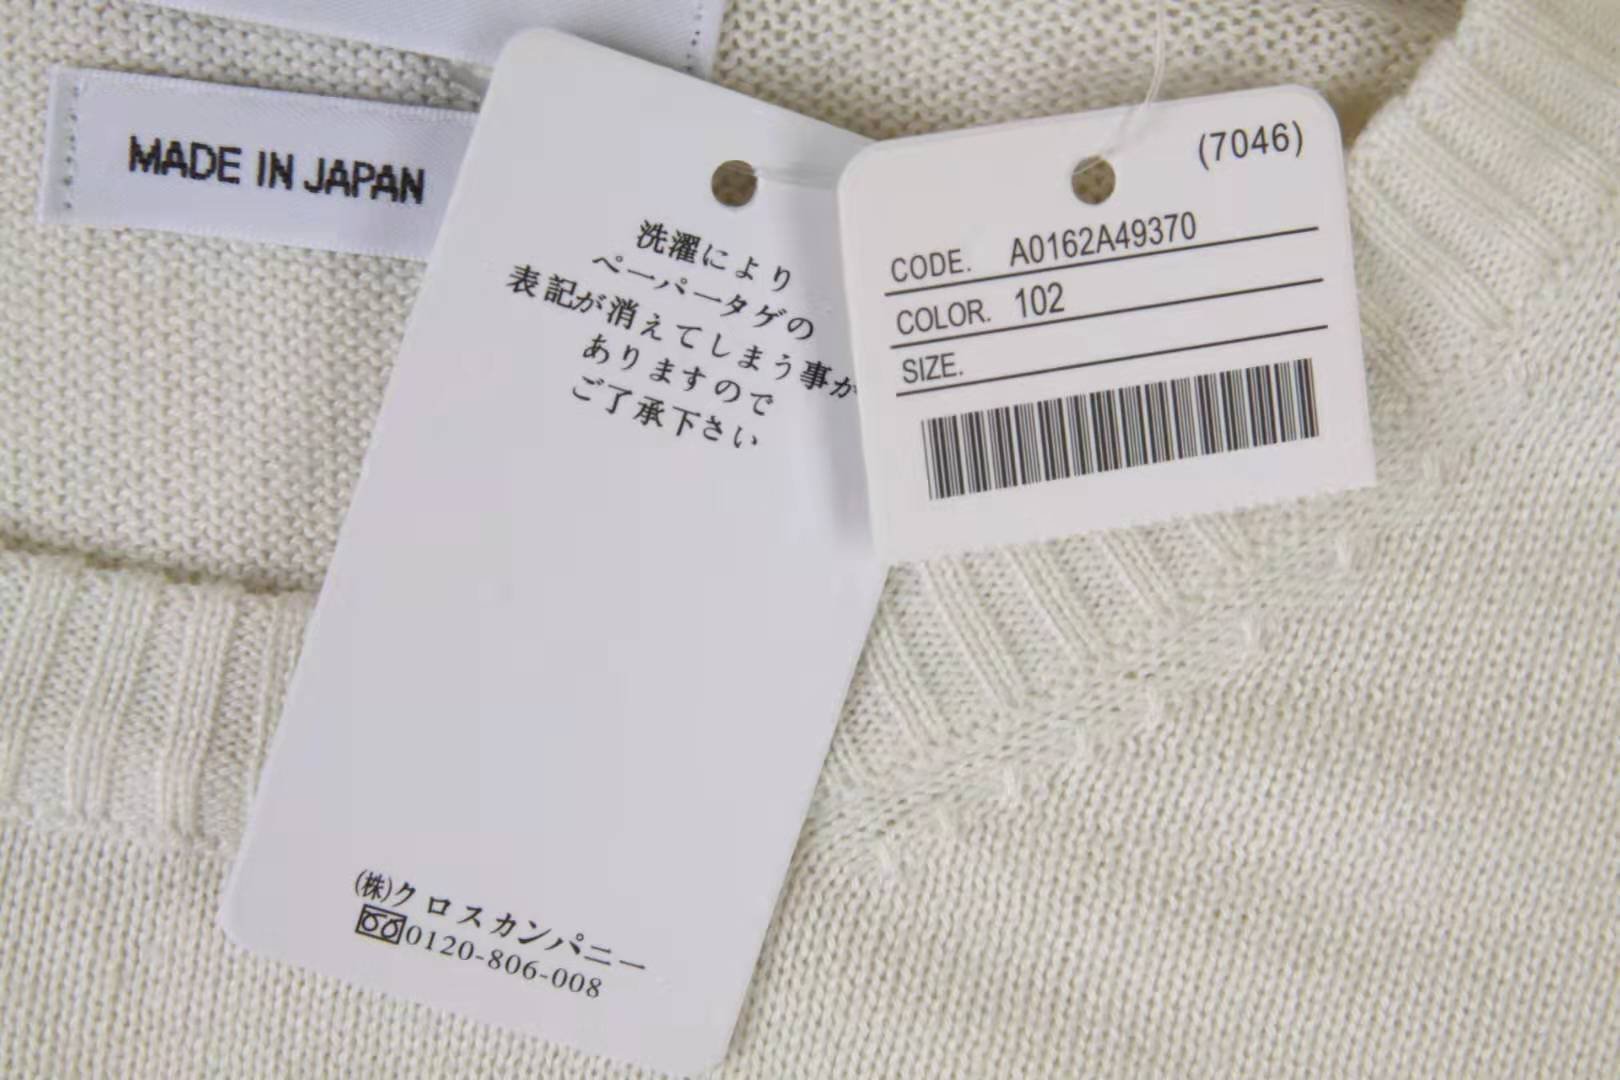 MADE IN JAPAN
洗濯により
ペーパータグの
表記が消えてしまう事が
ありますので
ご了承下さい
(株)クロスカンパニー
0120-806-008
(7046)
CODE. A0162A49370
COLOR. 102
SIZE.